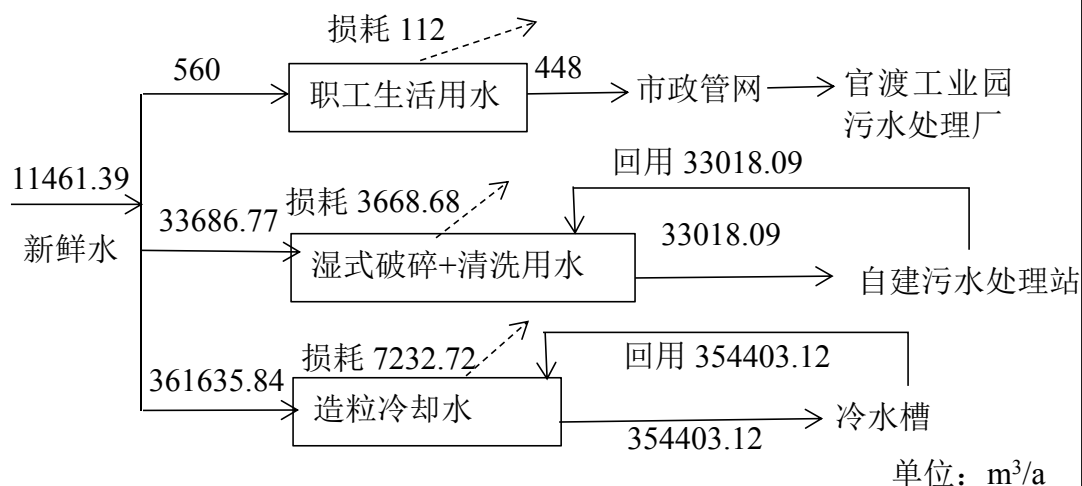 损耗 112
560
职工生活用水
448
市政管网
官渡工业园
污水处理厂
回用 33018.09
11461.39
新鲜水
损耗 3668.68
33686.77
湿式破碎+清洗用水
33018.09
自建污水处理站
损耗 7232.72
回用 354403.12
361635.84
造粒冷却水
354403.12
冷水槽
单位：m³/a